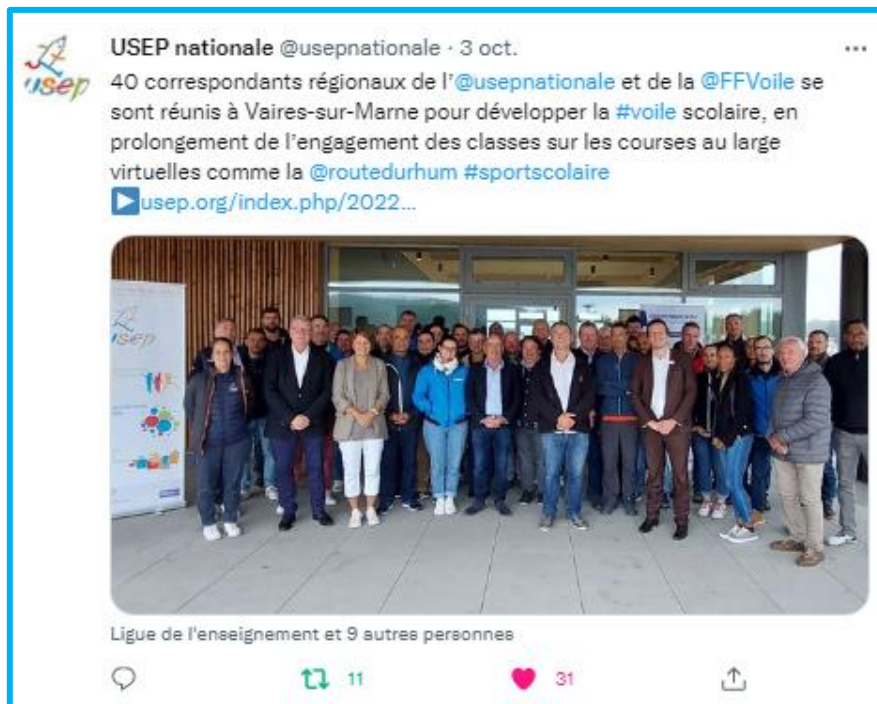 usep
USEP nationale @usepnationale · 3 oct.
40 correspondants régionaux de l'@usepnationale et de la @FFVoile se
sont réunis à Vaires-sur-Marne pour développer la #voile scolaire, en
prolongement de l'engagement des classes sur les courses au large
virtuelles comme la @routedurhum #sportscolaire
usep.org/index.php/2022...
usep
Ligue de l'enseignement et 9 autres personnes
11
31